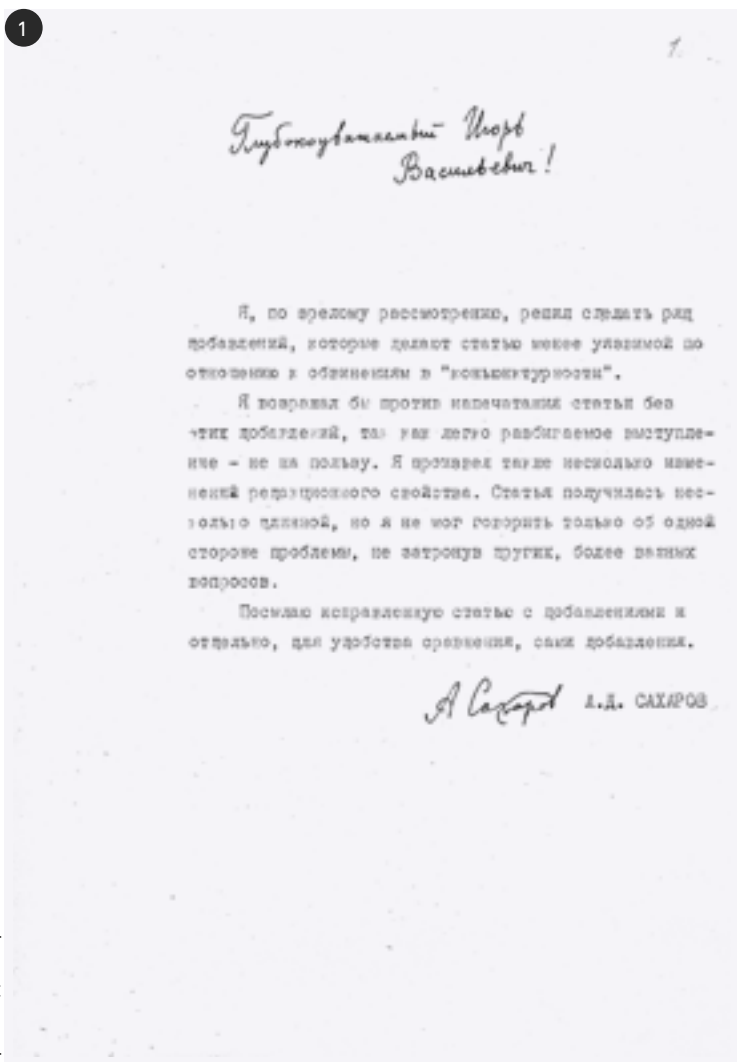 1
1.
Глубокоуважаемый Игорь
Васильевич!
Я, по зрелому рассмотрению, решил сделать ряд
добавлений, которые делают статью менее уязвимой по
отношению к обвинениям в "конъюнктурности".
Я возражал бы против напечатания статьи без
этих добавлений, так как легко разбиваемое выступле-
ние - не на пользу. Я произвел также несколько изме-
нений редакционного свойства. Статья получилась нес-
колько длинной, но я не мог говорить только об одной
стороне проблемы, не затронув других, более важных
вопросов.
Посылаю исправленную статью с добавлениями и
отдельно, для удобства сравнения, сами добавления.
А Сахаров А.Д. САХАРОВ